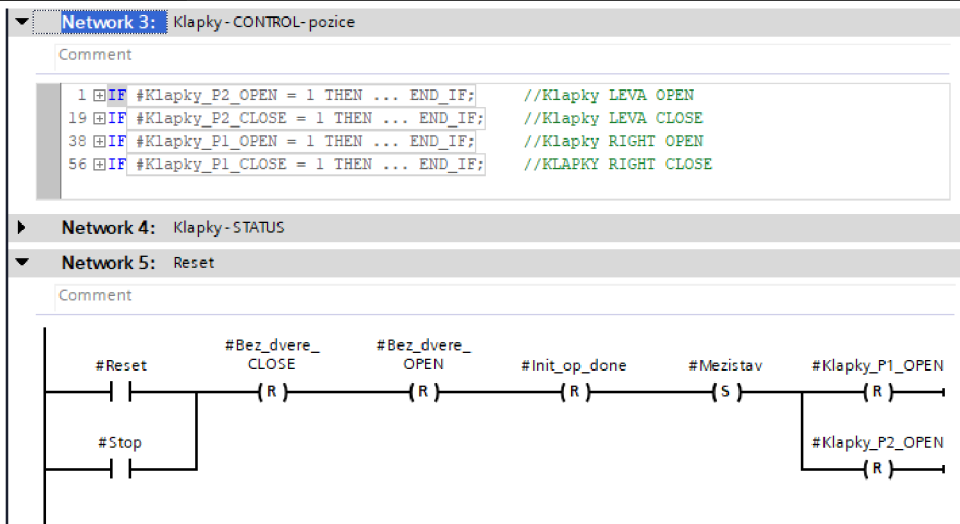 Network 3: Klapky - CONTROL- pozice
Comment
1 IF #Klapky_P2_OPEN = 1 THEN ... END_IF; //Klapky LEVA OPEN
19 IF #Klapky_P2_CLOSE = 1 THEN ... END_IF; //Klapky LEVA CLOSE
38 IF #Klapky_P1_OPEN = 1 THEN ... END_IF; //Klapky RIGHT OPEN
56 IF #Klapky_P1_CLOSE = 1 THEN ... END_IF; //KLAPKY RIGHT CLOSE
Network 4: Klapky - STATUS
Network 5: Reset
Comment
#Bez_dvere_ #Bez_dvere_
#Reset CLOSE OPEN #Init_op_done #Mezistav #Klapky_P1_OPEN
R R R S R
#Stop #Klapky_P2_OPEN
R